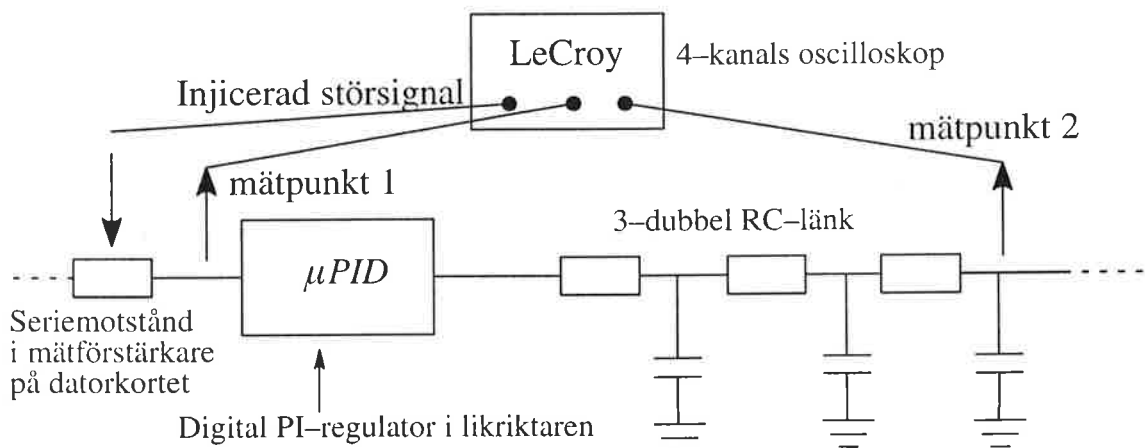 LeCroy
4–kanals oscilloskop
Injicerad störsignal
mätpunkt 2
mätpunkt 1
3–dubbel RC–länk
µPID
Seriemotstånd
i mätförstärkare
på datorkortet
Digital PI–regulator i likriktaren